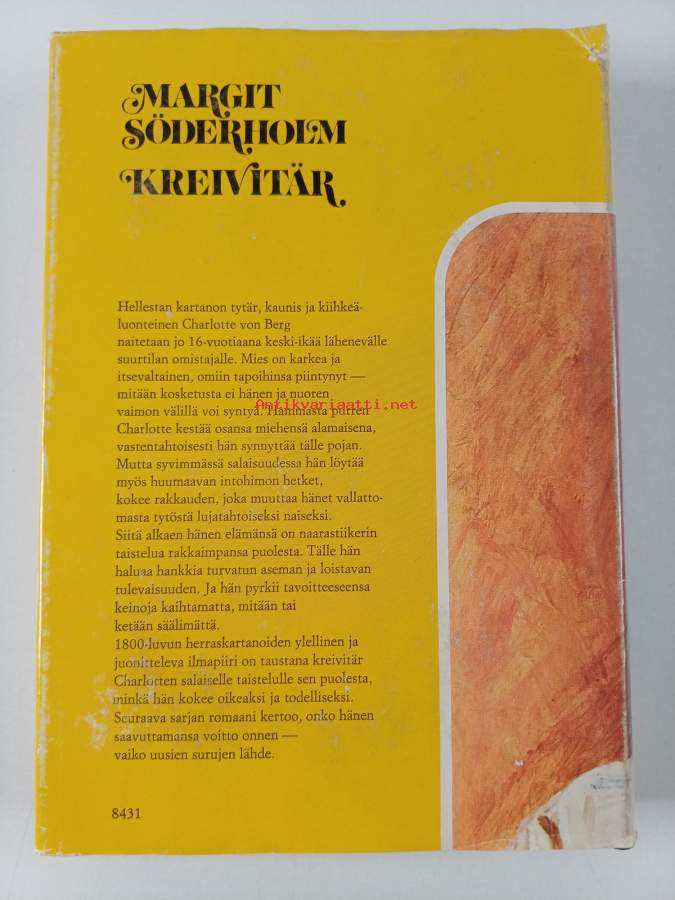 MARGIT
SÖDERHOLM
KREIVITÄR
Hellestan kartanon tytär, kaunis ja kiihkeä-
luonteinen Charlotte von Berg
naitetaan jo 16-vuotiaana keski-ikää lähenevälle
suurtilan omistajalle. Mies on karkea ja
itsevaltainen, omiin tapoihinsa piintynyt —
mitään kosketusta ei hänen ja nuoren
vaimon välillä voi syntyä. Hammasta purren
Antikvariaatti.net
Charlotte kestää osansa miehensä alamaisena,
vastentahtoisesti hän synnyttää tälle pojan.
Mutta syvimmässä salaisuudessa hän löytää
myös huumaavan intohimon hetket,
kokee rakkauden, joka muuttaa hänet vallatto-
masta tytöstä lujatahtoiseksi naiseksi.
Siitä alkaen hänen elämänsä on naarastiikerin
taistelua rakkaimpansa puolesta. Tälle hän
haluaa hankkia turvatun aseman ja loistavan
tulevaisuuden. Ja hän pyrkii tavoitteeseensa
keinoja kaihtamatta, mitään tai
ketään säälimättä.
1800-luvun herraskartanoiden ylellinen ja
juonitteleva ilmapiiri on taustana kreivitär
Charlotten salaiselle taistelulle sen puolesta,
minkä hän kokee oikeaksi ja todelliseksi.
Seuraava sarjan romaani kertoo, onko hänen
saavuttamansa voitto onnen —
vaiko uusien surujen lähde.
8431